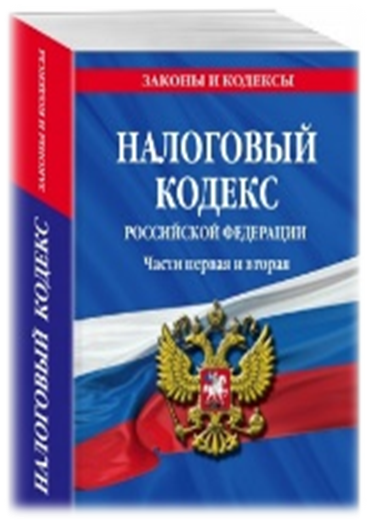 ЗАКОНЫ И КОДЕКСЫ
НАЛОГОВЫЙ
КОДЕКС
РОССИЙСКОЙ ФЕДЕРАЦИИ
Части первая и вторая
НАЛОГОВЫЙ КОДЕКС
ЗАКОНЫ И КОДЕКСЫ